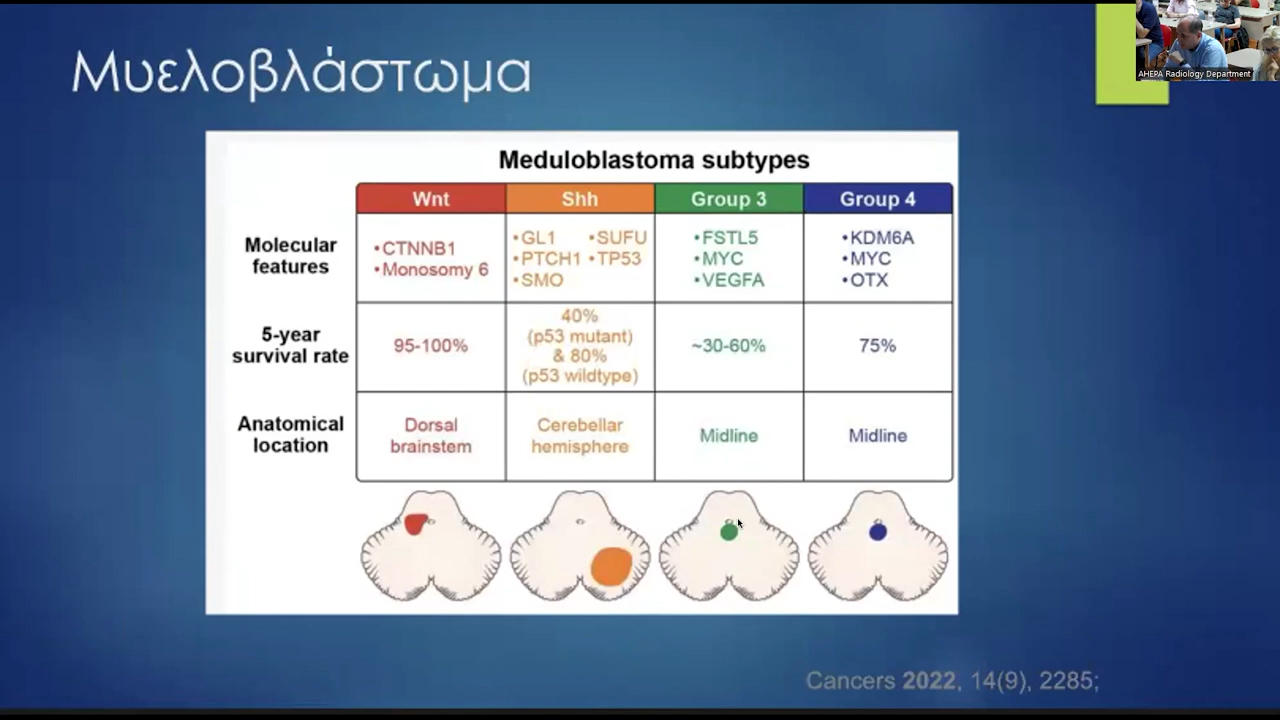 Μυελοβλάστωμα
AHEPA Radiology Department
Meduloblastoma subtypes
Wnt
Shh
Group 3
Group 4
Molecular
features
•CTNNB1
•Monosomy 6
•GL1 •SUFU
•PTCH1 •TP53
•SMO
•FSTL5
•MYC
•VEGFA
•KDM6A
•MYC
•OTX
5-year
survival rate
95-100%
40%
(p53 mutant)
& 80%
(p53 wildtype)
~30-60%
75%
Anatomical
location
Dorsal
brainstem
Cerebellar
hemisphere
Midline
Midline
Cancers 2022, 14(9), 2285;